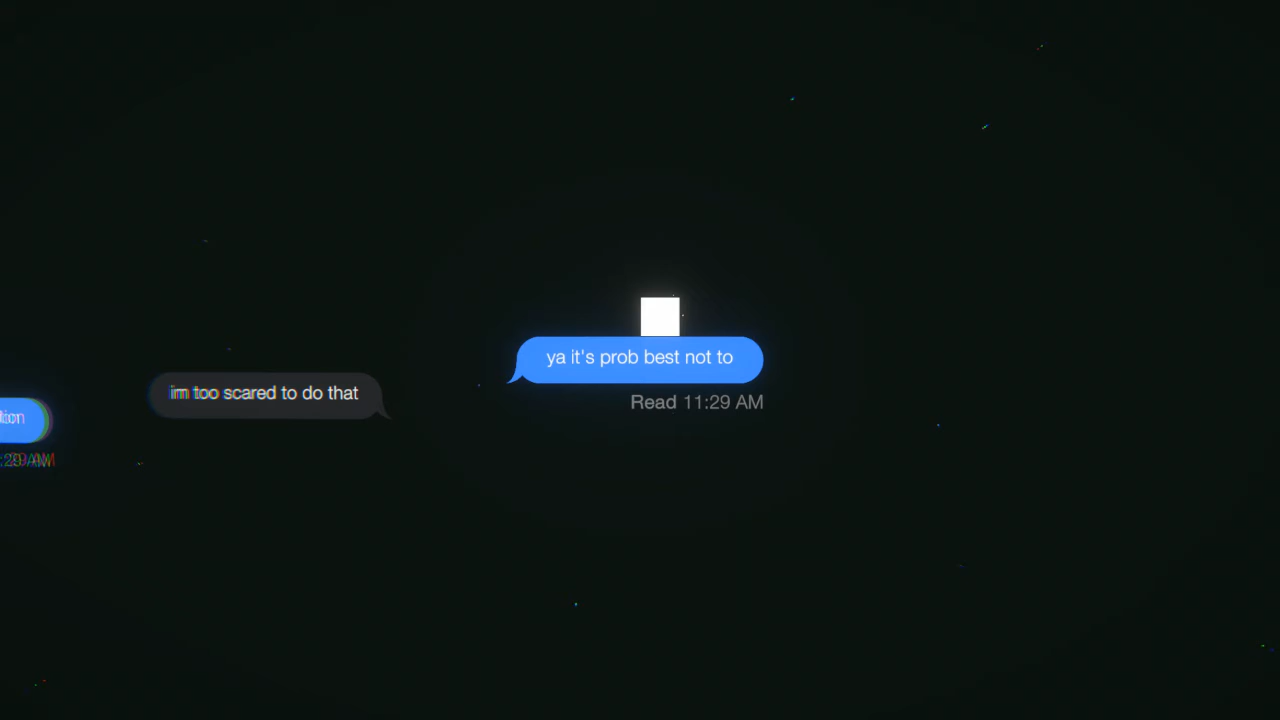 im too scared to do that
ya it's prob best not to
Read 11:29 AM